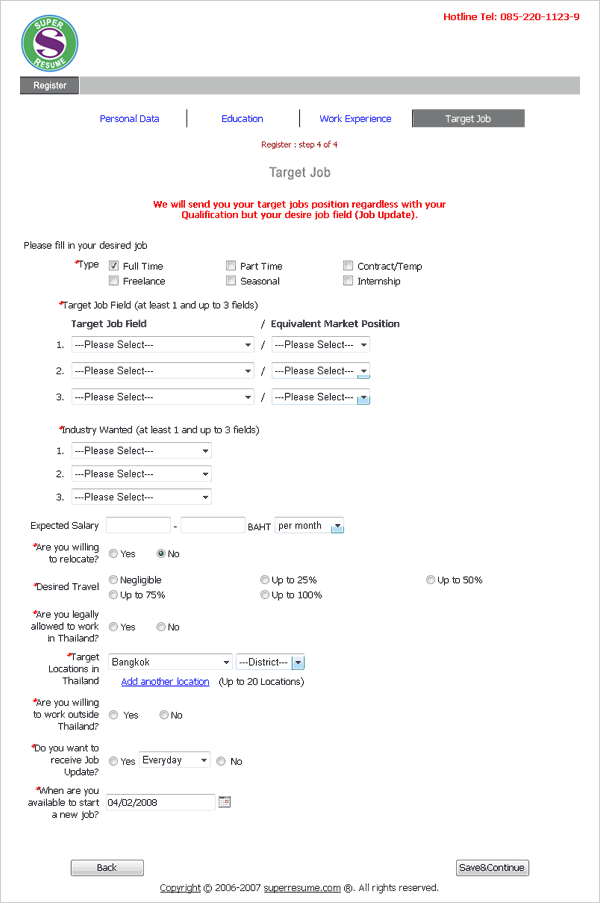 SUPER
S
RESUME
Hotline Tel: 085-220-1123-9
Register
Personal Data Education Work Experience Target Job
Register : step 4 of 4
Target Job
We will send you your target jobs position regardless with your
Qualification but your desire job field (Job Update).
Please fill in your desired job
*Type Full Time Part Time Contract/Temp
Freelance Seasonal Internship
*Target Job Field (at least 1 and up to 3 fields)
Target Job Field / Equivalent Market Position
1. ---Please Select--- / ---Please Select---
2. ---Please Select--- / ---Please Select---
3. ---Please Select--- / ---Please Select---
*Industry Wanted (at least 1 and up to 3 fields)
1. ---Please Select---
2. ---Please Select---
3. ---Please Select---
Expected Salary - BAHT per month
*Are you willing
to relocate? Yes No
*Desired Travel Negligible Up to 25% Up to 50%
Up to 75% Up to 100%
*Are you legally
allowed to work
in Thailand? Yes No
*Target
Locations in
Thailand Bangkok ---District---
Add another location (Up to 20 Locations)
*Are you willing
to work outside
Thailand? Yes No
*Do you want to
receive Job
Update? Yes Everyday No
*When are you
available to start
a new job? 04/02/2008
Back Save&Continue
Copyright © 2006-2007 superresume.com ®. All rights reserved.